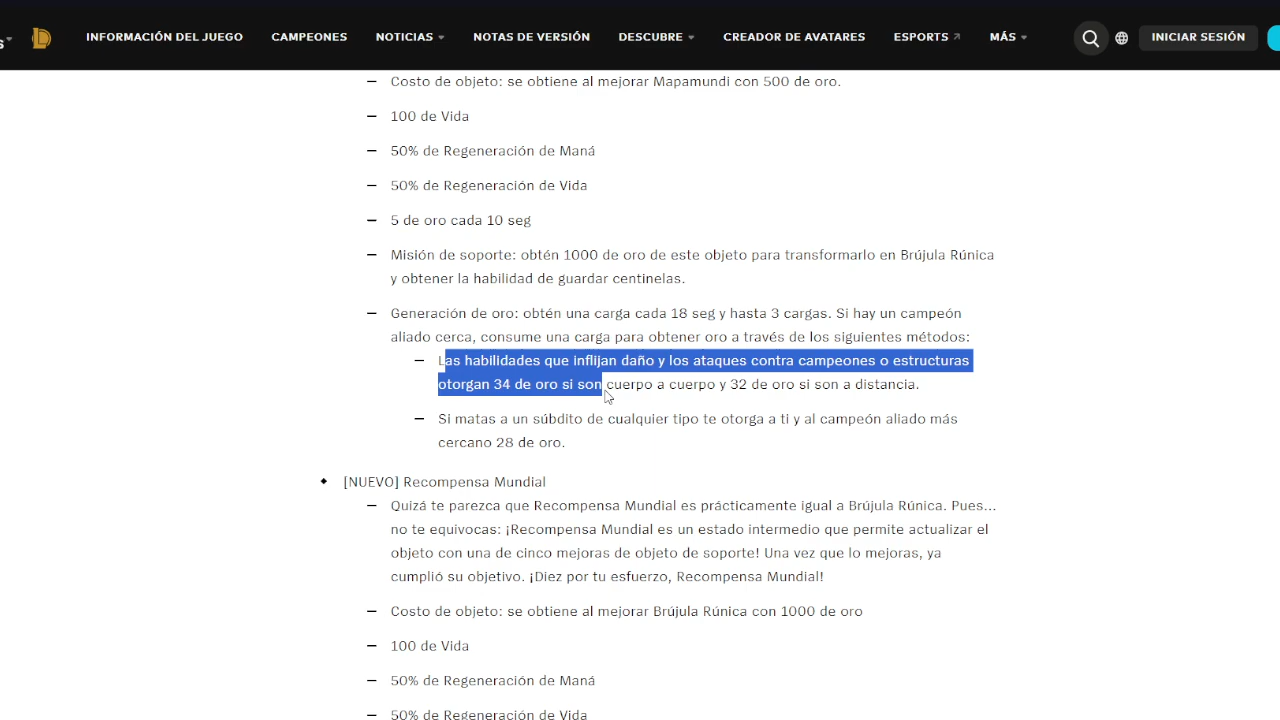 s INFORMACIÓN DEL JUEGO CAMPEONES NOTICIAS NOTAS DE VERSIÓN DESCUBRE CREADOR DE AVATARES ESPORTS MÁS INICIAR SESIÓN
— Costo de objeto: se obtiene al mejorar Mapamundi con 500 de oro.
— 100 de Vida
— 50% de Regeneración de Maná
— 50% de Regeneración de Vida
— 5 de oro cada 10 seg
— Misión de soporte: obtén 1000 de oro de este objeto para transformarlo en Brújula Rúnica
y obtener la habilidad de guardar centinelas.
— Generación de oro: obtén una carga cada 18 seg y hasta 3 cargas. Si hay un campeón
aliado cerca, consume una carga para obtener oro a través de los siguientes métodos:
— Las habilidades que inflijan daño y los ataques contra campeones o estructuras
otorgan 34 de oro si son cuerpo a cuerpo y 32 de oro si son a distancia.
— Si matas a un súbdito de cualquier tipo te otorga a ti y al campeón aliado más
cercano 28 de oro.
◆ [NUEVO] Recompensa Mundial
— Quizá te parezca que Recompensa Mundial es prácticamente igual a Brújula Rúnica. Pues...
no te equivocas: ¡Recompensa Mundial es un estado intermedio que permite actualizar el
objeto con una de cinco mejoras de objeto de soporte! Una vez que lo mejoras, ya
cumplió su objetivo. ¡Diez por tu esfuerzo, Recompensa Mundial!
— Costo de objeto: se obtiene al mejorar Brújula Rúnica con 1000 de oro
— 100 de Vida
— 50% de Regeneración de Maná
— 50% de Regeneración de Vida